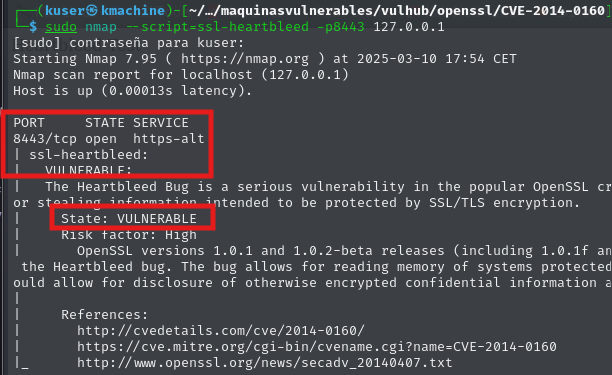 (kuser㉿kmachine)-[~/…/maquinasvulnerables/vulhub/openssl/CVE-2014-0160]
$ sudo nmap --script=ssl-heartbleed -p8443 127.0.0.1
[sudo] contraseña para kuser:
Starting Nmap 7.95 ( https://nmap.org ) at 2025-03-10 17:54 CET
Nmap scan report for localhost (127.0.0.1)
Host is up (0.00013s latency).
PORT     STATE SERVICE
8443/tcp open  https-alt
| ssl-heartbleed:
|   VULNERABLE:
|   The Heartbleed Bug is a serious vulnerability in the popular OpenSSL cr
or stealing information intended to be protected by SSL/TLS encryption.
|     State: VULNERABLE
|     Risk factor: High
|       OpenSSL versions 1.0.1 and 1.0.2-beta releases (including 1.0.1f an
 the Heartbleed bug. The bug allows for reading memory of systems protected
ould allow for disclosure of otherwise encrypted confidential information a
|
|     References:
|       http://cvedetails.com/cve/2014-0160/
|       https://cve.mitre.org/cgi-bin/cvename.cgi?name=CVE-2014-0160
|_      http://www.openssl.org/news/secadv_20140407.txt